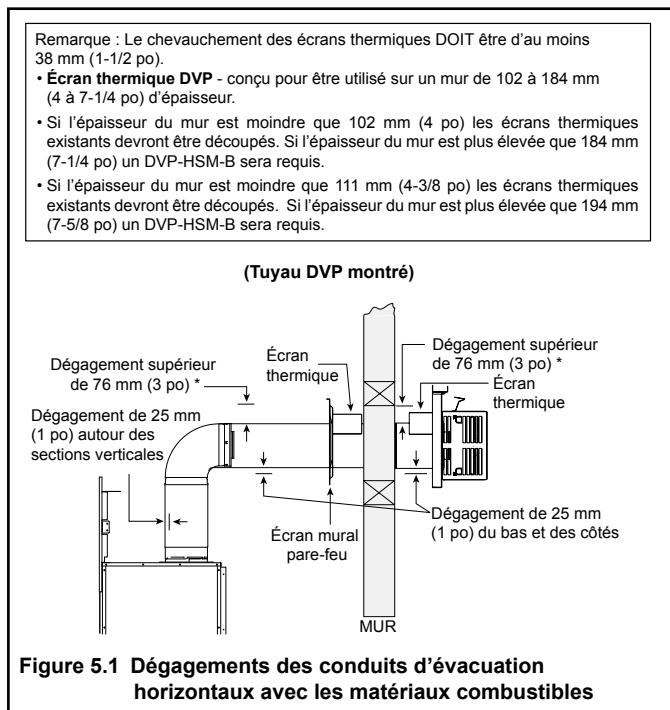 Remarque : Le chevauchement des écrans thermiques DOIT être d'au moins
38 mm (1-1/2 po).
• Écran thermique DVP - conçu pour être utilisé sur un mur de 102 à 184 mm
(4 à 7-1/4 po) d'épaisseur.
• Si l'épaisseur du mur est moindre que 102 mm (4 po) les écrans thermiques
existants devront être découpés. Si l'épaisseur du mur est plus élevée que 184 mm
(7-1/4 po) un DVP-HSM-B sera requis.
• Si l'épaisseur du mur est moindre que 111 mm (4-3/8 po) les écrans thermiques
existants devront être découpés. Si l'épaisseur du mur est plus élevée que 194 mm
(7-5/8 po) un DVP-HSM-B sera requis.
(Tuyau DVP montré)
Dégagement supérieur
de 76 mm (3 po) *
Écran
thermique
Dégagement supérieur
de 76 mm (3 po) *
Écran
thermique
Dégagement de 25 mm
(1 po) autour des
sections verticales
Écran mural
pare-feu
Dégagement de 25 mm
(1 po) du bas et des côtés
MUR
Figure 5.1 Dégagements des conduits d'évacuation
horizontaux avec les matériaux combustibles